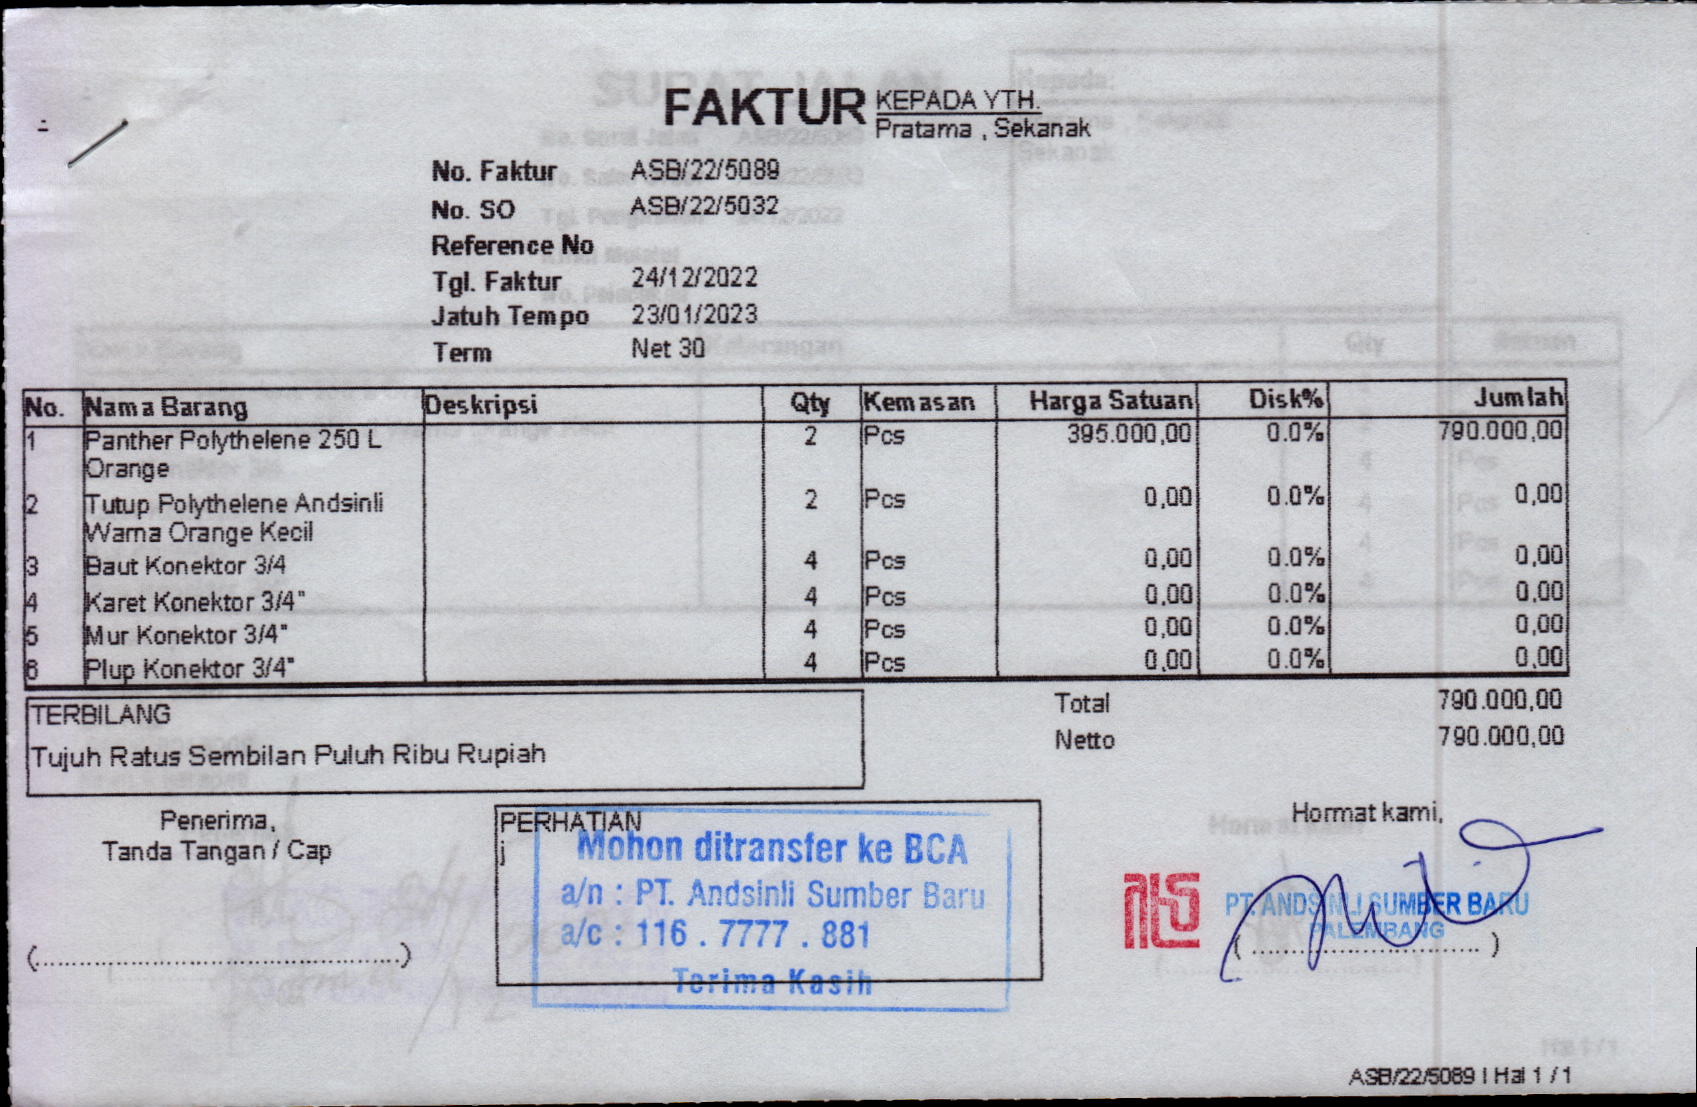 FAKTUR
KEPADA YTH.
Pratama , Sekanak
No. Faktur ASB/22/5089
No. SO ASB/22/5032
Reference No
Tgl. Faktur 24/12/2022
Jatuh Tempo 23/01/2023
Term Net 30
No. Nama Barang Deskripsi Qty Kemasan Harga Satuan Disk% Jumlah
1 Panther Polythelene 250 L 2 Pcs 395.000,00 0.0% 790.000,00
Orange
2 Tutup Polythelene Andsinli 2 Pcs 0,00 0.0% 0,00
Warna Orange Kecil
3 Baut Konektor 3/4 4 Pcs 0,00 0.0% 0,00
4 Karet Konektor 3/4" 4 Pcs 0,00 0.0% 0,00
5 Mur Konektor 3/4" 4 Pcs 0,00 0.0% 0,00
6 Plup Konektor 3/4" 4 Pcs 0,00 0.0% 0,00
Total 790.000,00
Netto 790.000,00
TERBILANG
Tujuh Ratus Sembilan Puluh Ribu Rupiah
Penerima,
Tanda Tangan / Cap
(................................................)
PERHATIAN
j
Mohon ditransfer ke BCA
a/n : PT. Andsinli Sumber Baru
a/c : 116 . 7777 . 881
Terima Kasih
Hormat kami,
PT. ANDSINLI SUMBER BARU
PALEMBANG
(................................)
ASB/22/5089 | Hal 1 / 1